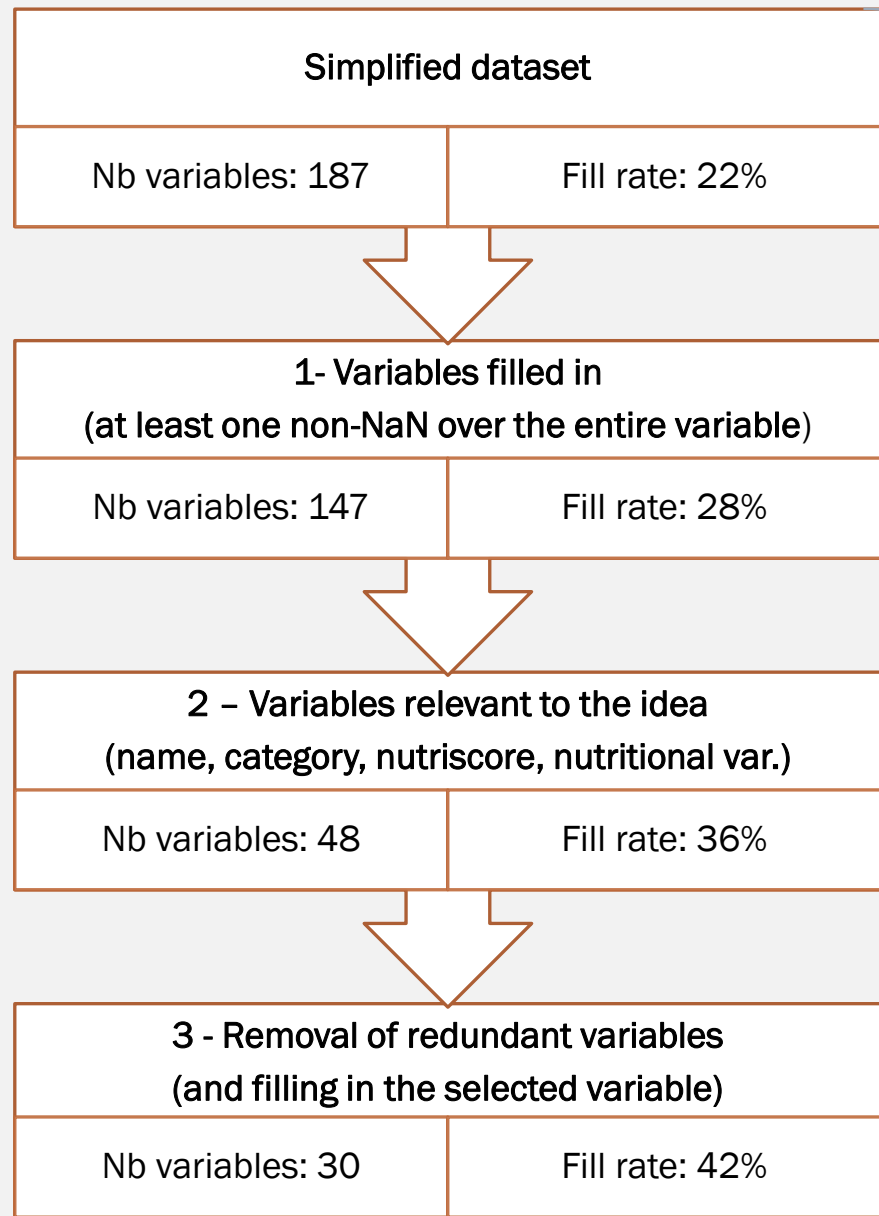 Simplified dataset
Nb variables: 187
Fill rate: 22%
1- Variables filled in
(at least one non-NaN over the entire variable)
Nb variables: 147
Fill rate: 28%
2 – Variables relevant to the idea
(name, category, nutriscore, nutritional var.)
Nb variables: 48
Fill rate: 36%
3 - Removal of redundant variables
(and filling in the selected variable)
Nb variables: 30
Fill rate: 42%